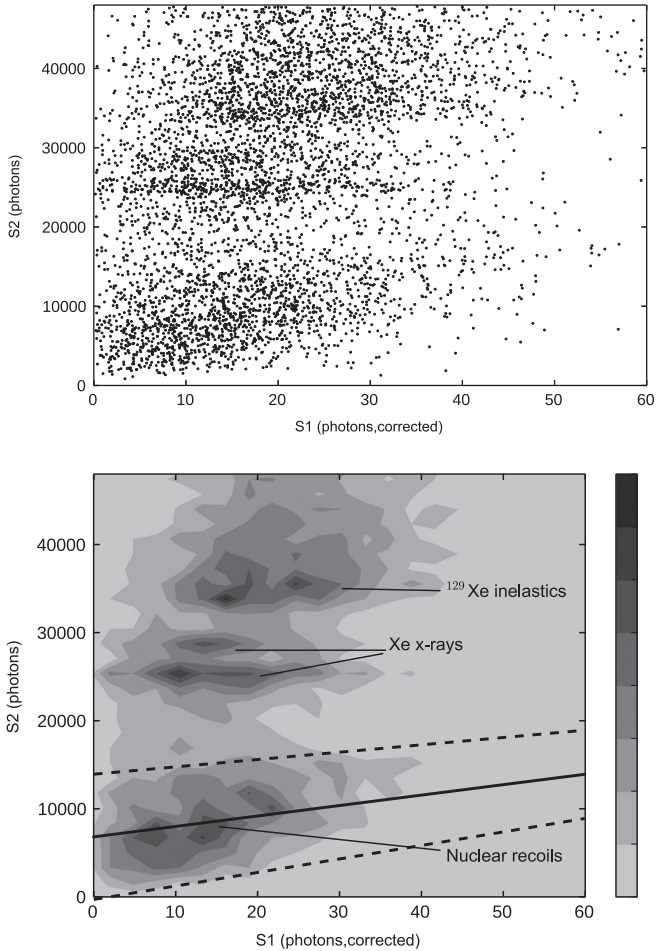 40000
30000
20000
10000
0
S2 (photons)
0 10 20 30 40 50 60
S1 (photons,corrected)
40000
30000
20000
10000
0
S2 (photons)
129Xe inelastics
Xe x-rays
Nuclear recoils
0 10 20 30 40 50 60
S1 (photons,corrected)